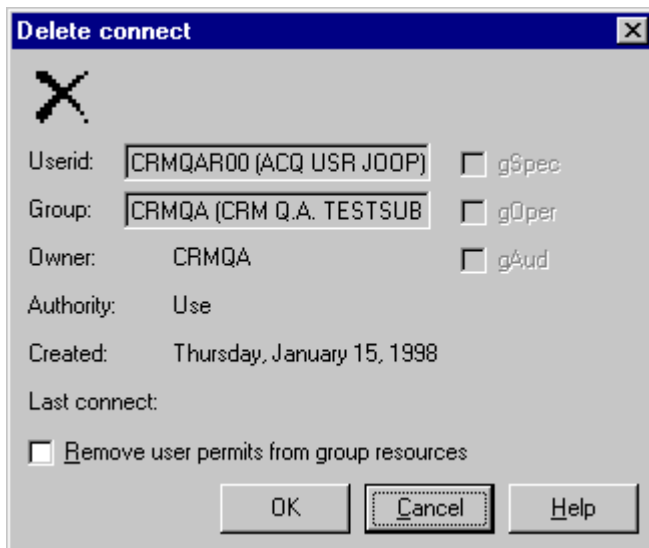 Delete connect
Userid: CRMQAR00 (ACQ USR JOOP) gSpec
Group: CRMQA (CRM Q.A. TESTSUB gOper
Owner: CRMQA gAud
Authority: Use
Created: Thursday, January 15, 1998
Last connect:
Remove user permits from group resources
OK Cancel Help